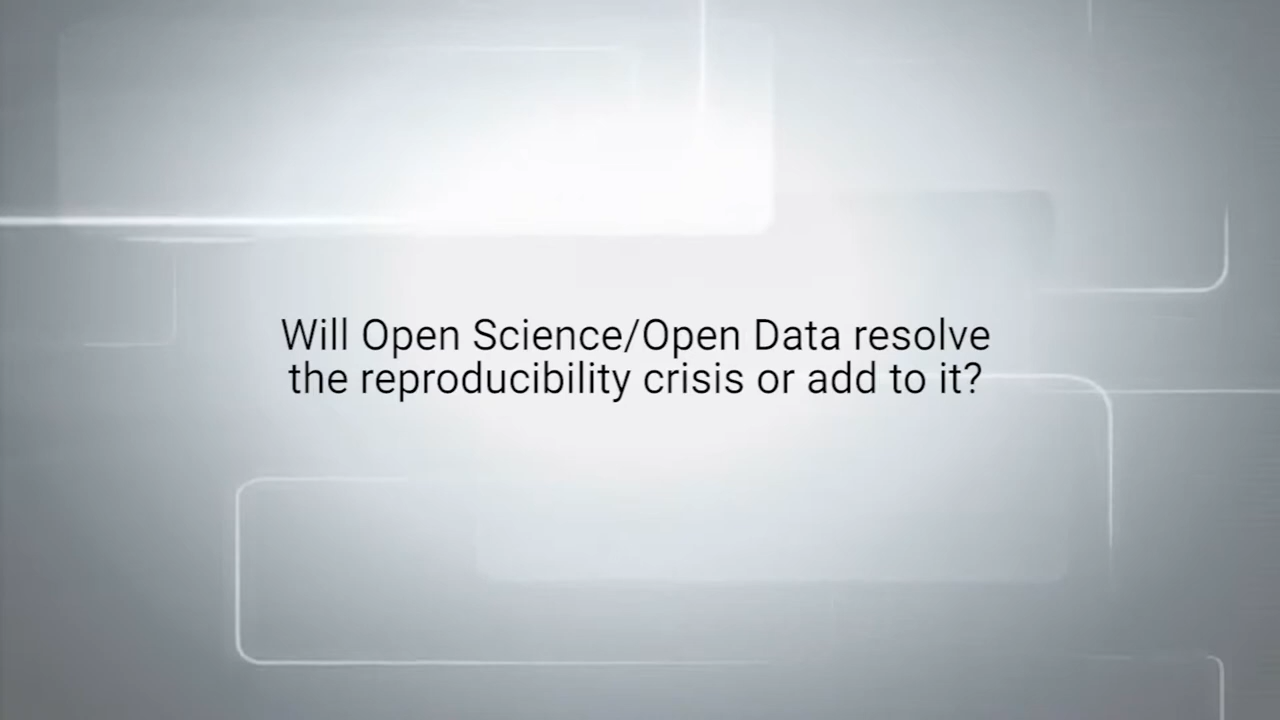 Will Open Science/Open Data resolve
the reproducibility crisis or add to it?